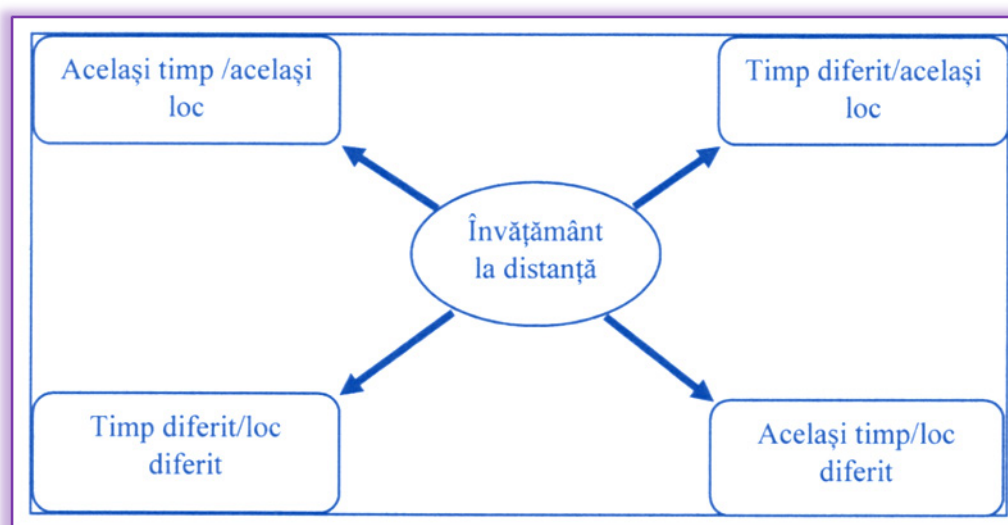 Același timp /același
loc
Timp diferit/același
loc
Învățământ
la distanță
Timp diferit/loc
diferit
Același timp/loc
diferit